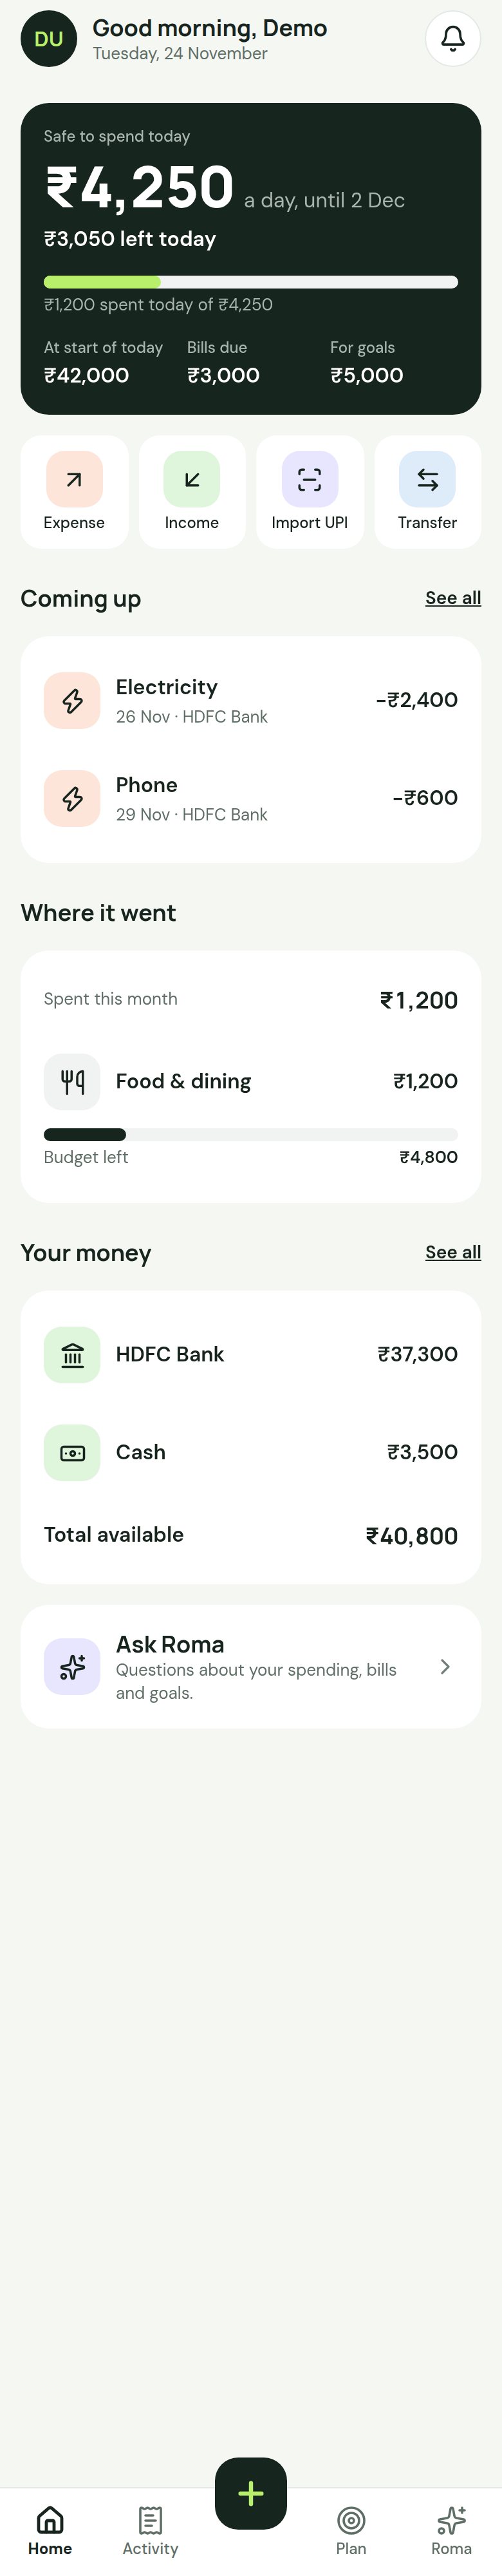 DU
Good morning, Demo
Tuesday, 24 November
Safe to spend today
₹4,250 a day, until 2 Dec
₹3,050 left today
₹1,200 spent today of ₹4,250
At start of today Bills due For goals
₹42,000 ₹3,000 ₹5,000
Expense Income Import UPI Transfer
Coming up See all
Electricity
−₹2,400
26 Nov · HDFC Bank
Phone
−₹600
29 Nov · HDFC Bank
Where it went
Spent this month ₹1,200
Food & dining ₹1,200
Budget left ₹4,800
Your money See all
HDFC Bank ₹37,300
Cash ₹3,500
Total available ₹40,800
Ask Roma
Questions about your spending, bills
and goals.
Home Activity Plan Roma